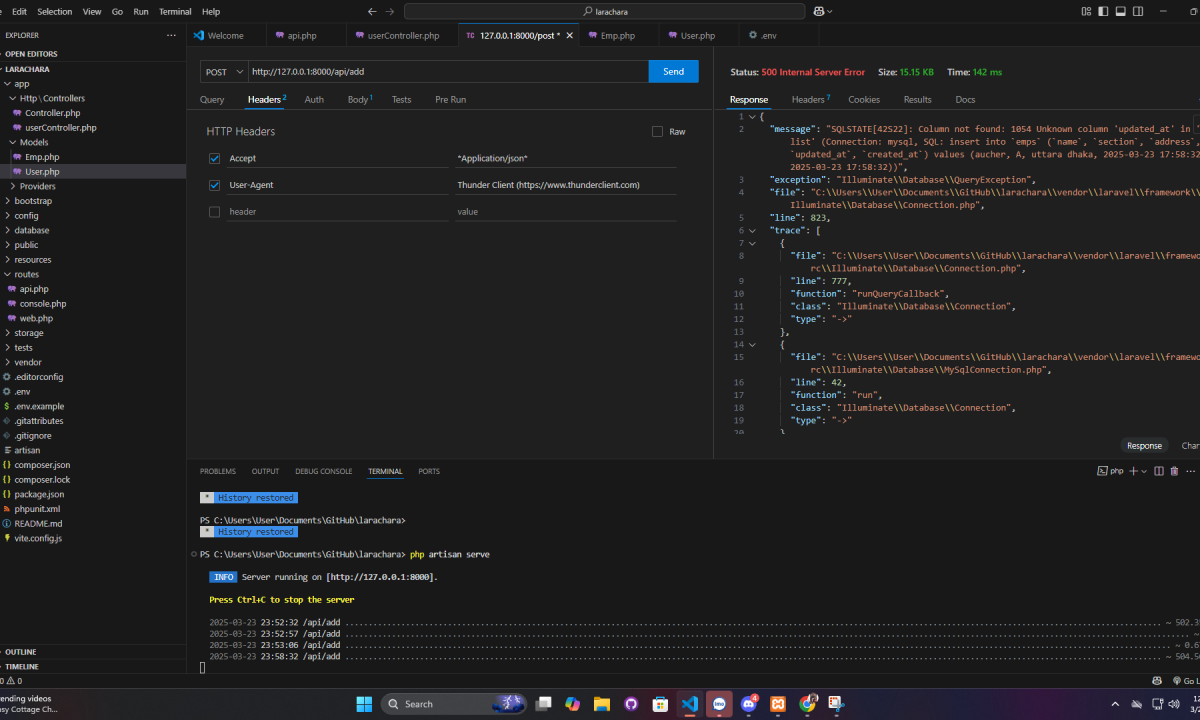 Edit Selection View Go Run Terminal Help
larachara
EXPLORER
Welcome
api.php
userController.php
TC 127.0.0.1:8000/post *
Emp.php
User.php
.env
OPEN EDITORS
LARACHARA
app
Http \ Controllers
Controller.php
userController.php
Models
Emp.php
User.php
Providers
bootstrap
config
database
public
resources
routes
api.php
console.php
web.php
storage
tests
vendor
.editorconfig
.env
$ .env.example
.gitattributes
.gitignore
artisan
{} composer.json
{} composer.lock
{} package.json
phpunit.xml
README.md
vite.config.js
OUTLINE
TIMELINE
POST
http://127.0.0.1:8000/api/add
Send
Query
Headers 2
Auth
Body 1
Tests
Pre Run
HTTP Headers
Raw
Accept
*Application/json*
User-Agent
Thunder Client (https://www.thunderclient.com)
header
value
Status: 500 Internal Server Error Size: 15.15 KB Time: 142 ms
Response
Headers 7
Cookies
Results
Docs
1 {
2 "message": "SQLSTATE[42S22]: Column not found: 1054 Unknown column 'updated_at' in '
list' (Connection: mysql, SQL: insert into `emps` (`name`, `section`, `address`,
`updated_at`, `created_at`) values (aucher, A, uttara dhaka, 2025-03-23 17:58:32
2025-03-23 17:58:32))",
3 "exception": "Illuminate\\Database\\QueryException",
4 "file": "C:\\Users\\User\\Documents\\GitHub\\larachara\\vendor\\laravel\\framework\\
Illuminate\\Database\\Connection.php",
5 "line": 823,
6 "trace": [
7 {
8 "file": "C:\\Users\\User\\Documents\\GitHub\\larachara\\vendor\\laravel\\framewo
rc\\Illuminate\\Database\\Connection.php",
9 "line": 777,
10 "function": "runQueryCallback",
11 "class": "Illuminate\\Database\\Connection",
12 "type": "->"
13 },
14 {
15 "file": "C:\\Users\\User\\Documents\\GitHub\\larachara\\vendor\\laravel\\framewo
rc\\Illuminate\\Database\\MySqlConnection.php",
16 "line": 42,
17 "function": "run",
18 "class": "Illuminate\\Database\\Connection",
19 "type": "->"
20 }
Response
Char
PROBLEMS OUTPUT DEBUG CONSOLE TERMINAL PORTS
php
* History restored
PS C:\Users\User\Documents\GitHub\larachara>
* History restored
PS C:\Users\User\Documents\GitHub\larachara> php artisan serve
INFO Server running on [http://127.0.0.1:8000].
Press Ctrl+C to stop the server
2025-03-23 23:52:32 /api/add ~ 502.3
2025-03-23 23:52:57 /api/add ~
2025-03-23 23:53:06 /api/add ~ 0.6
2025-03-23 23:58:32 /api/add ~ 504.5
0 0
Go L
ending videos
sy Cottage Ch...
Search
imo
4
12
3/2